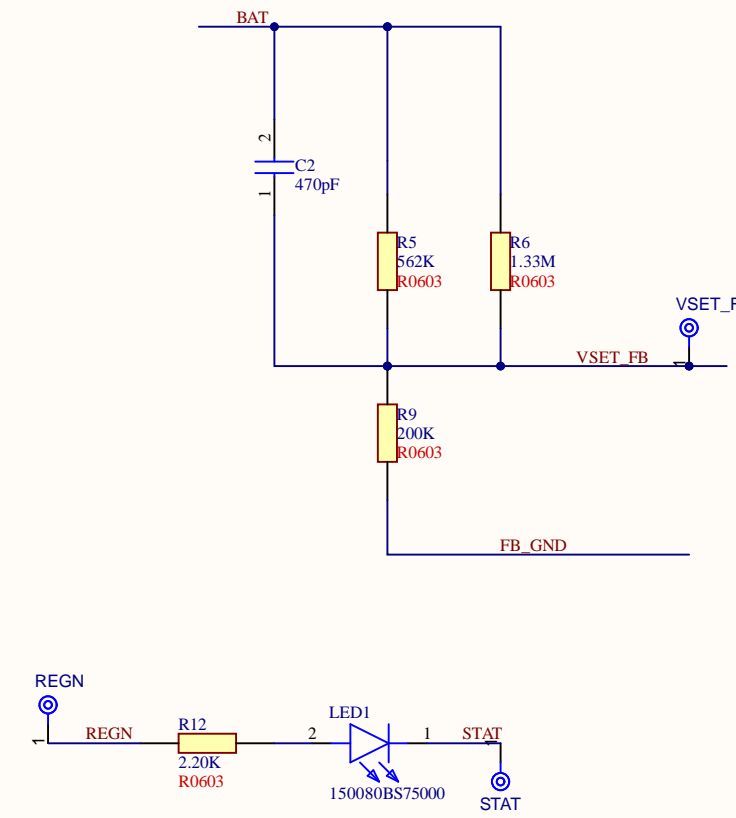 BAT
2
C2
470pF
1
R5
562K
R0603
R6
1.33M
R0603
VSET_F
VSET_FB
1
R9
200K
R0603
FB_GND
REGN
1
REGN
R12
2.20K
R0603
LED1
2
1
150080BS75000
STAT
1
STAT